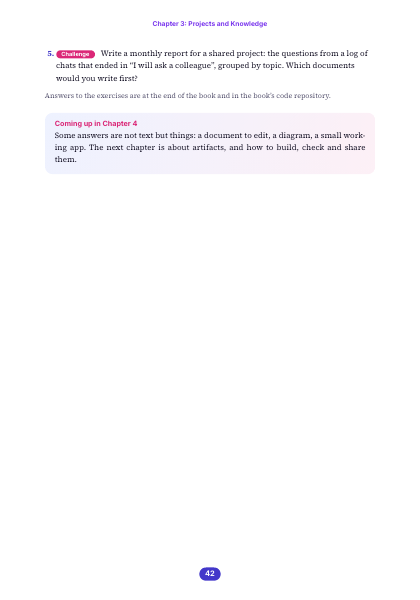 Chapter 3: Projects and Knowledge
5. Challenge Write a monthly report for a shared project: the questions from a log of
chats that ended in “I will ask a colleague”, grouped by topic. Which documents
would you write first?
Answers to the exercises are at the end of the book and in the book’s code repository.
Coming up in Chapter 4
Some answers are not text but things: a document to edit, a diagram, a small work-
ing app. The next chapter is about artifacts, and how to build, check and share
them.
42